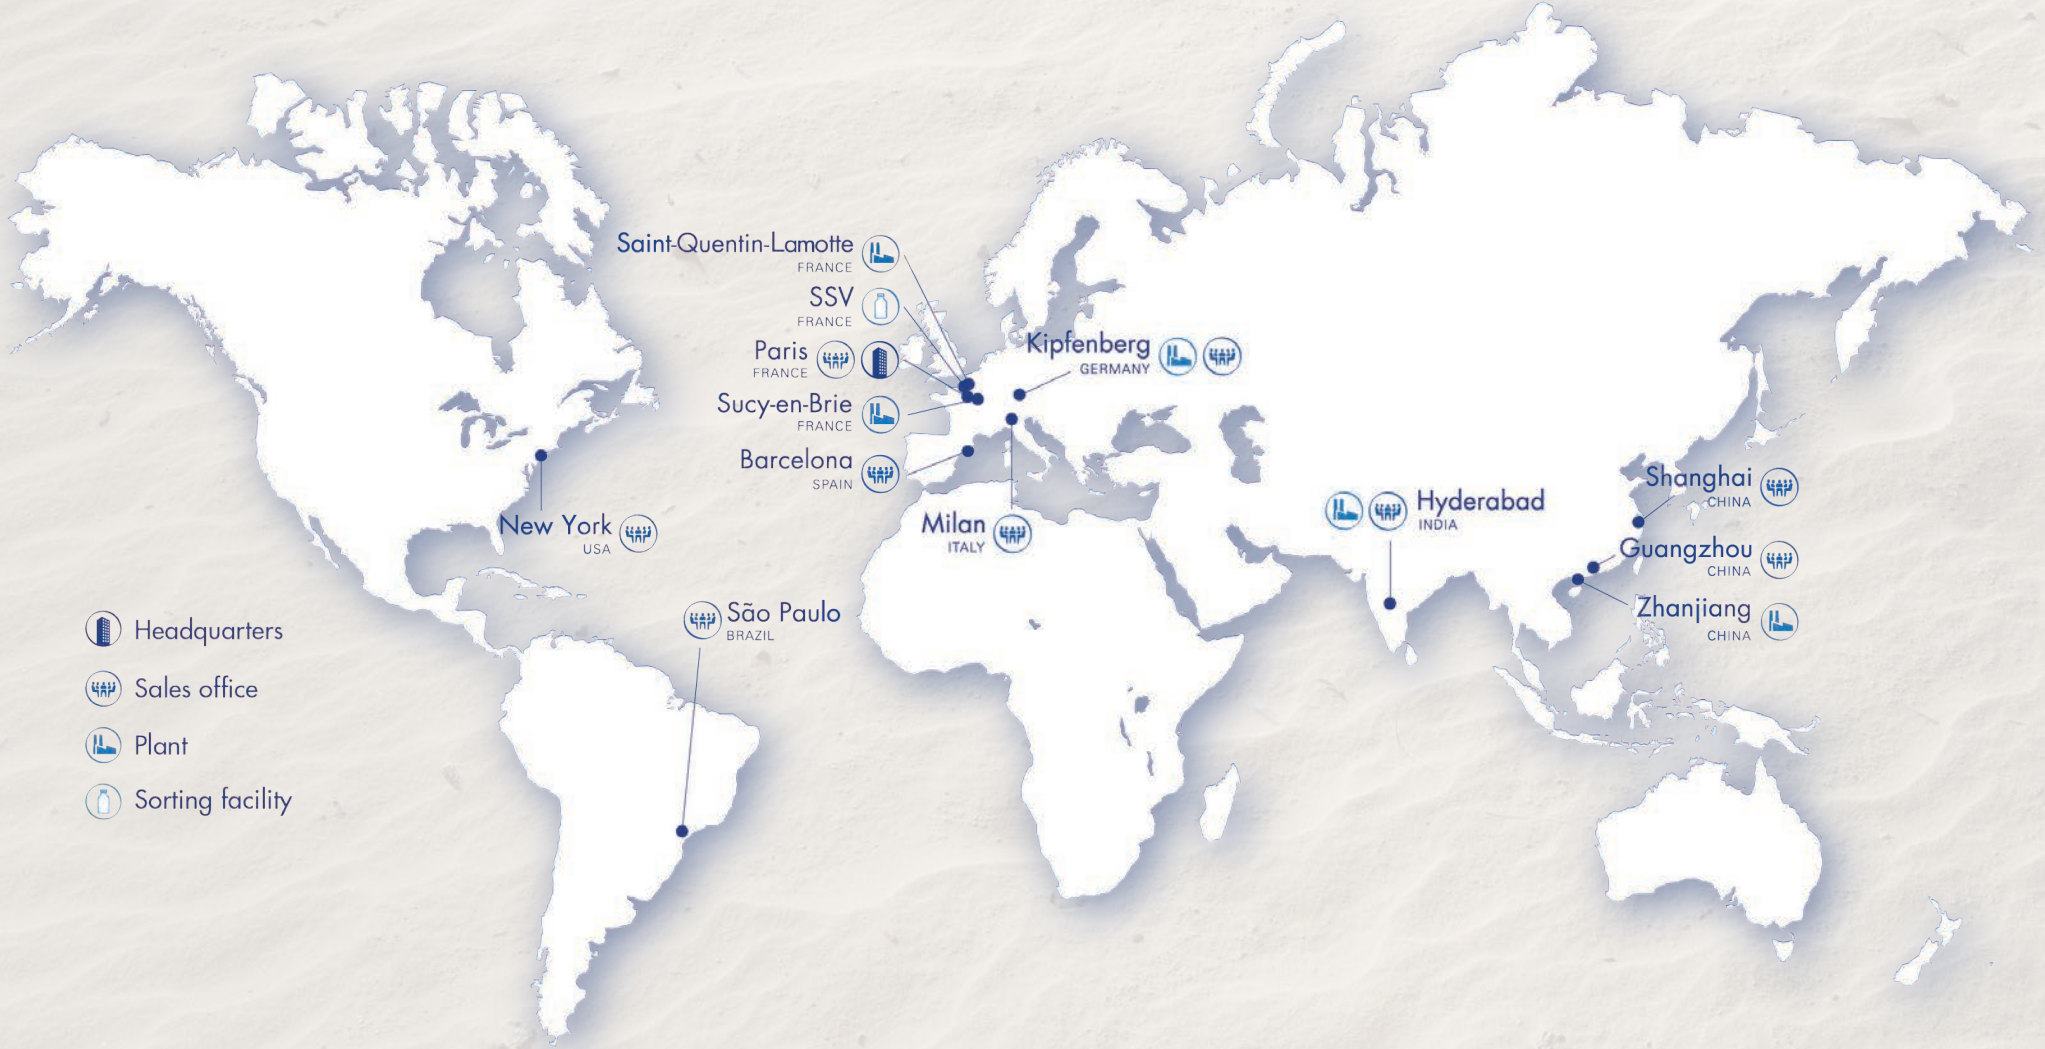 Saint-Quentin-Lamotte
FRANCE
SSV
FRANCE
Paris
FRANCE
Sucy-en-Brie
FRANCE
Barcelona
SPAIN
Kipfenberg
GERMANY
Milan
ITALY
New York
USA
São Paulo
BRAZIL
Hyderabad
INDIA
Shanghai
CHINA
Guangzhou
CHINA
Zhanjiang
CHINA
Headquarters
Sales office
Plant
Sorting facility